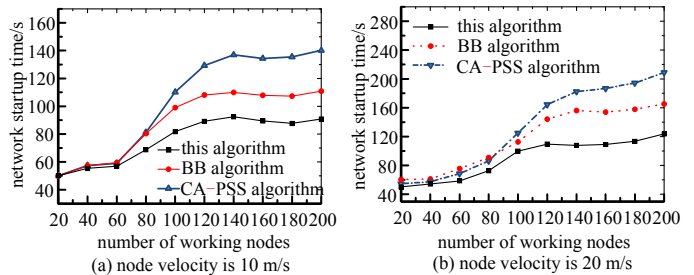 160
140
120
100
80
60
40
network startup time/s
this algorithm
BB algorithm
CA-PSS algorithm
20 40 60 80 100 120 140 160 180 200
number of working nodes
(a) node velocity is 10 m/s
280
240
200
160
120
80
40
network startup time/s
this algorithm
BB algorithm
CA-PSS algorithm
20 40 60 80 100 120 140 160 180 200
number of working nodes
(b) node velocity is 20 m/s